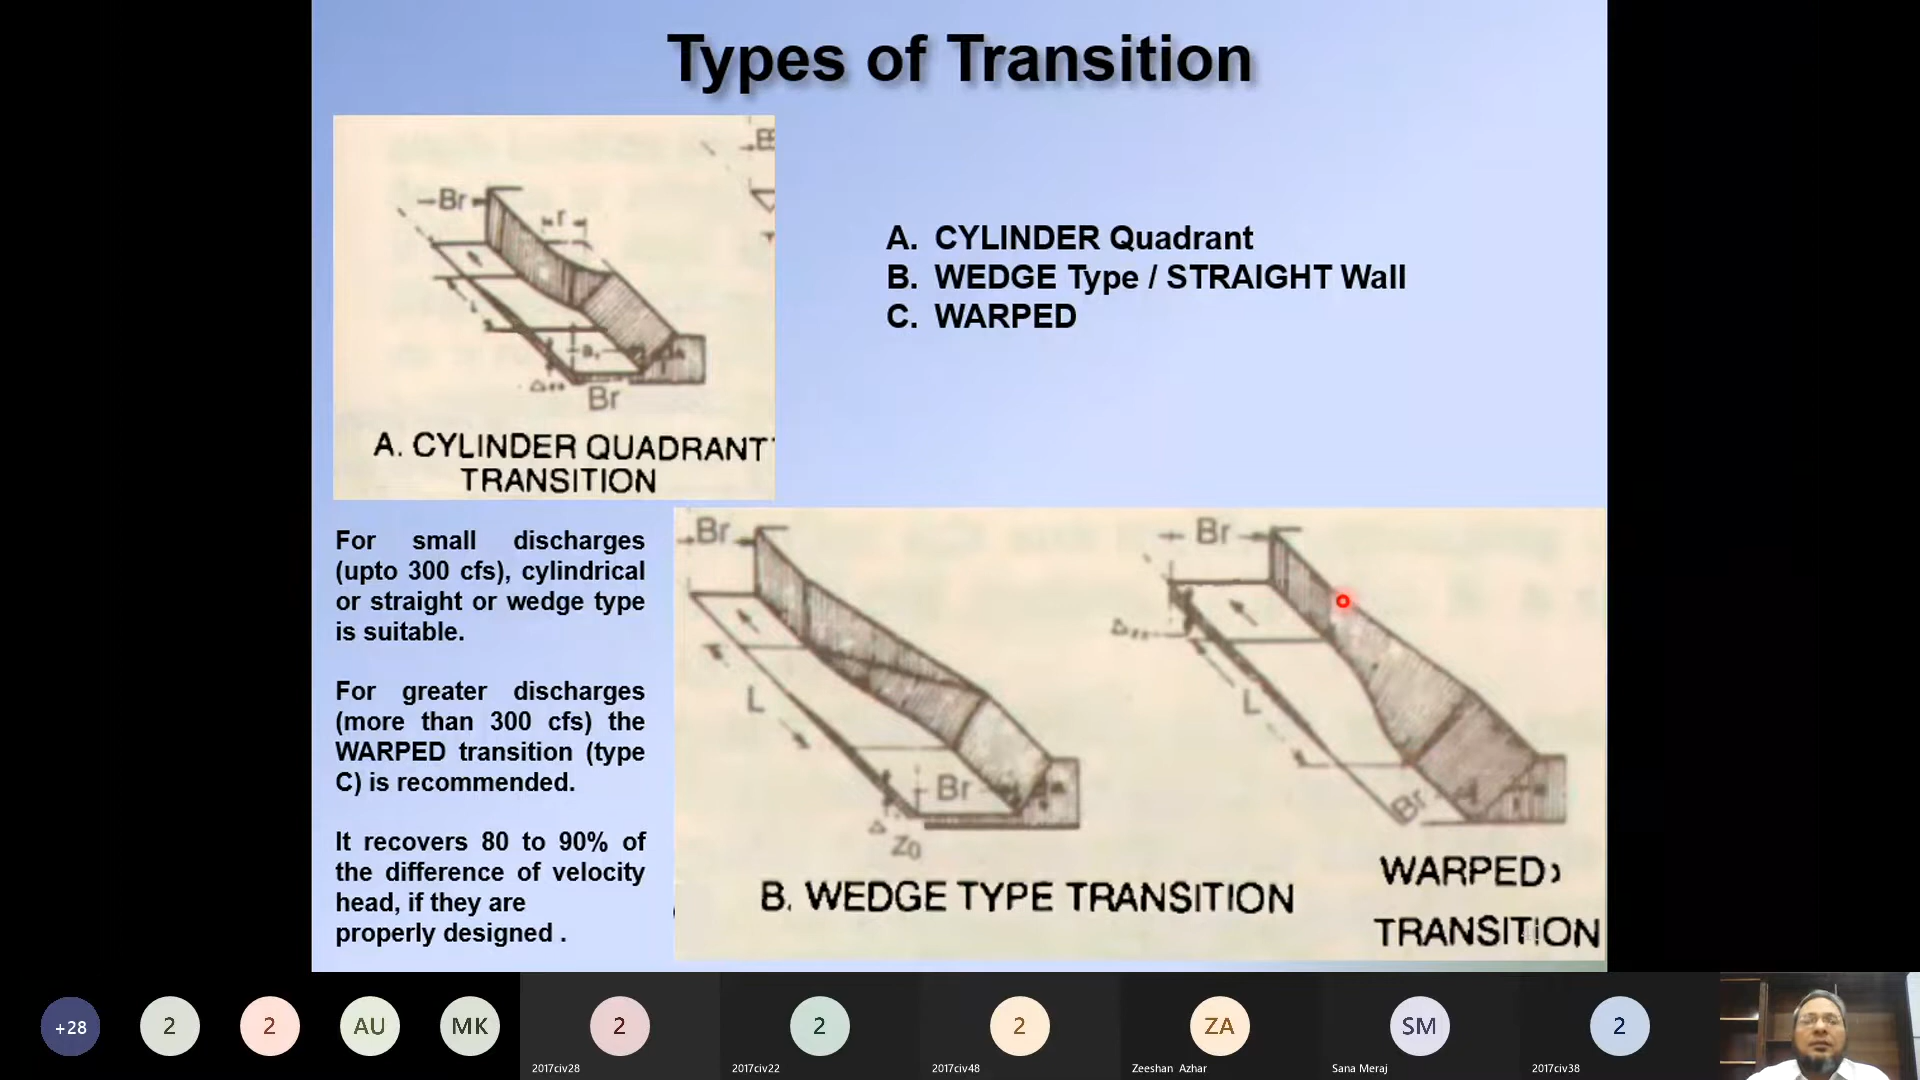 Types of Transition
Br
r
A. CYLINDER Quadrant
B. WEDGE Type / STRAIGHT Wall
C. WARPED
L
Br
A. CYLINDER QUADRANT
TRANSITION
For small discharges
(upto 300 cfs), cylindrical
or straight or wedge type
is suitable.
For greater discharges
(more than 300 cfs) the
WARPED transition (type
C) is recommended.
It recovers 80 to 90% of
the difference of velocity
head, if they are
properly designed .
Br
L
Br
Z0
B. WEDGE TYPE TRANSITION
Br
L
Br
WARPED
TRANSITION
+28
2
2
AU
MK
2
2017civ28
2
2017civ22
2
2017civ48
ZA
Zeeshan Azhar
SM
Sana Meraj
2
2017civ38